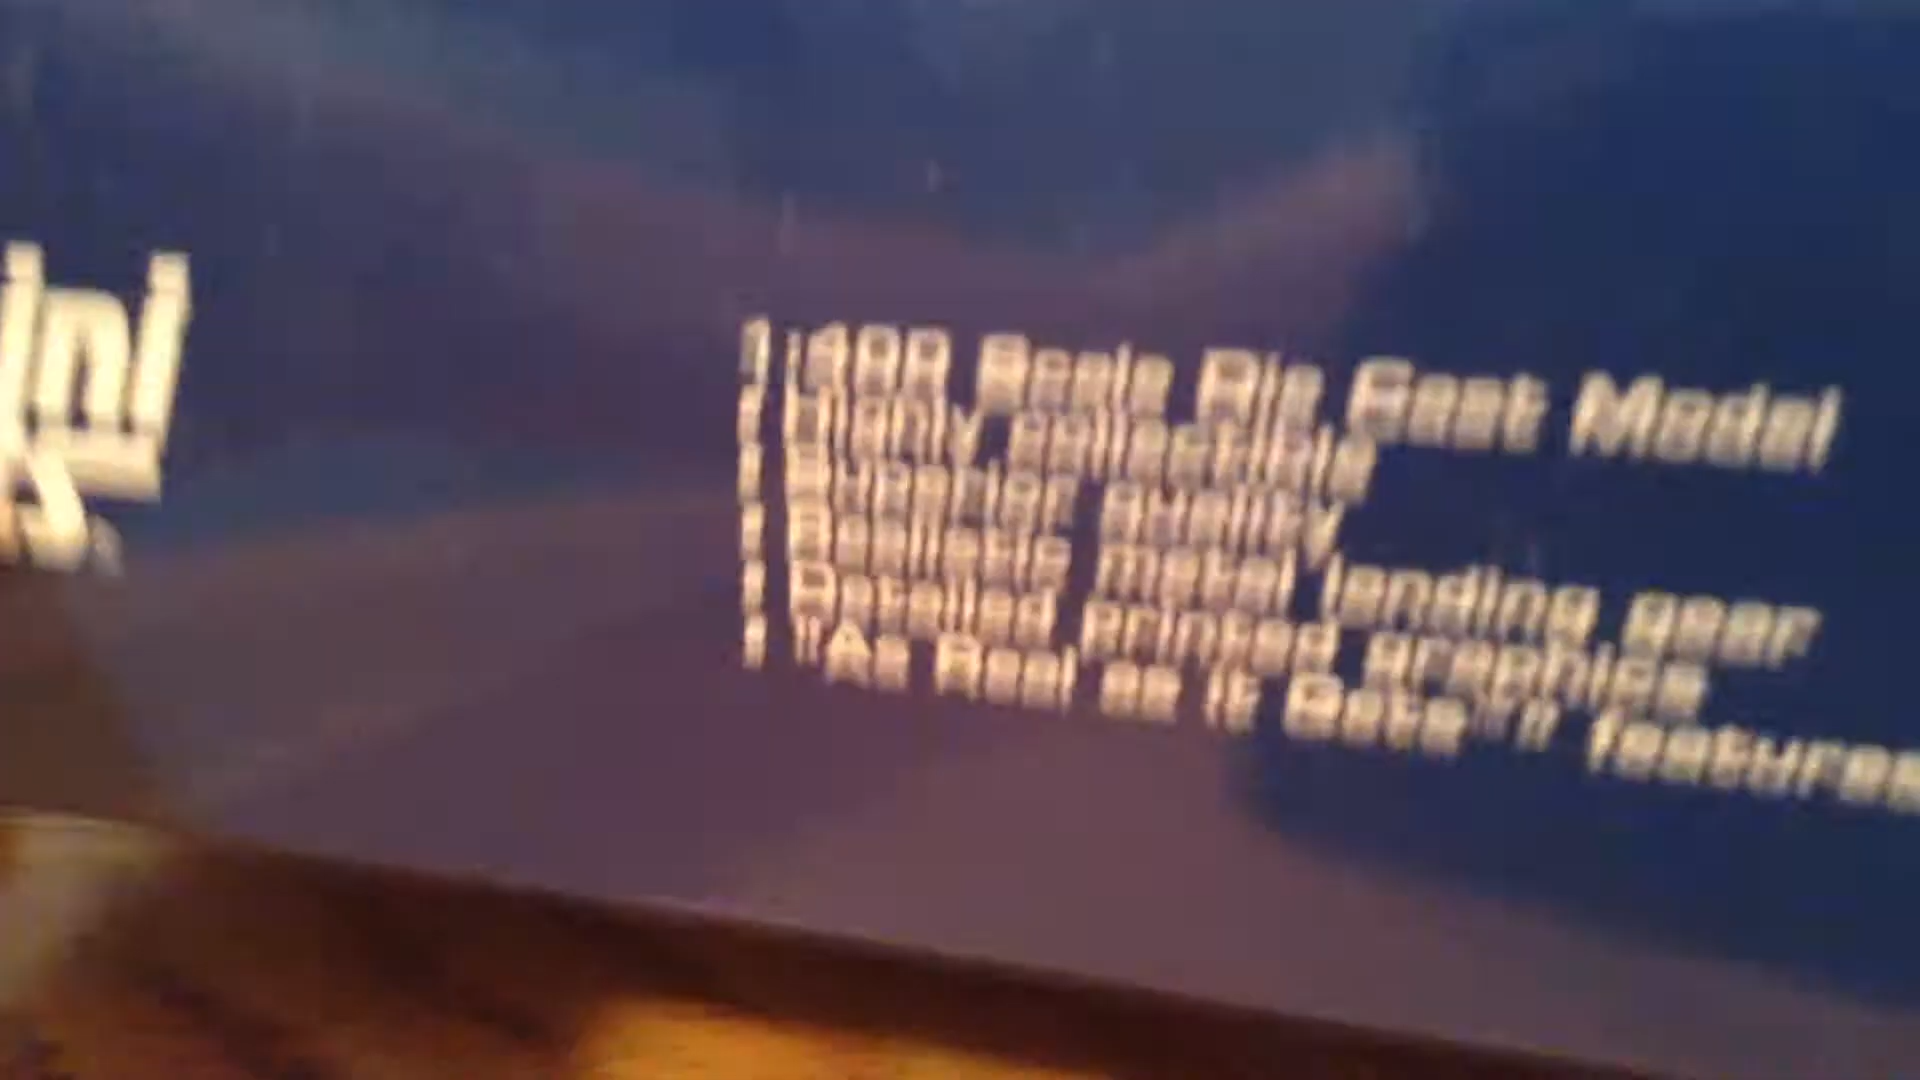 1:400 Scale Die Cast Model
Highly collectible
Superior quality
Realistic metal landing gear
Detailed printed graphics
"As Real as it Gets"!" features